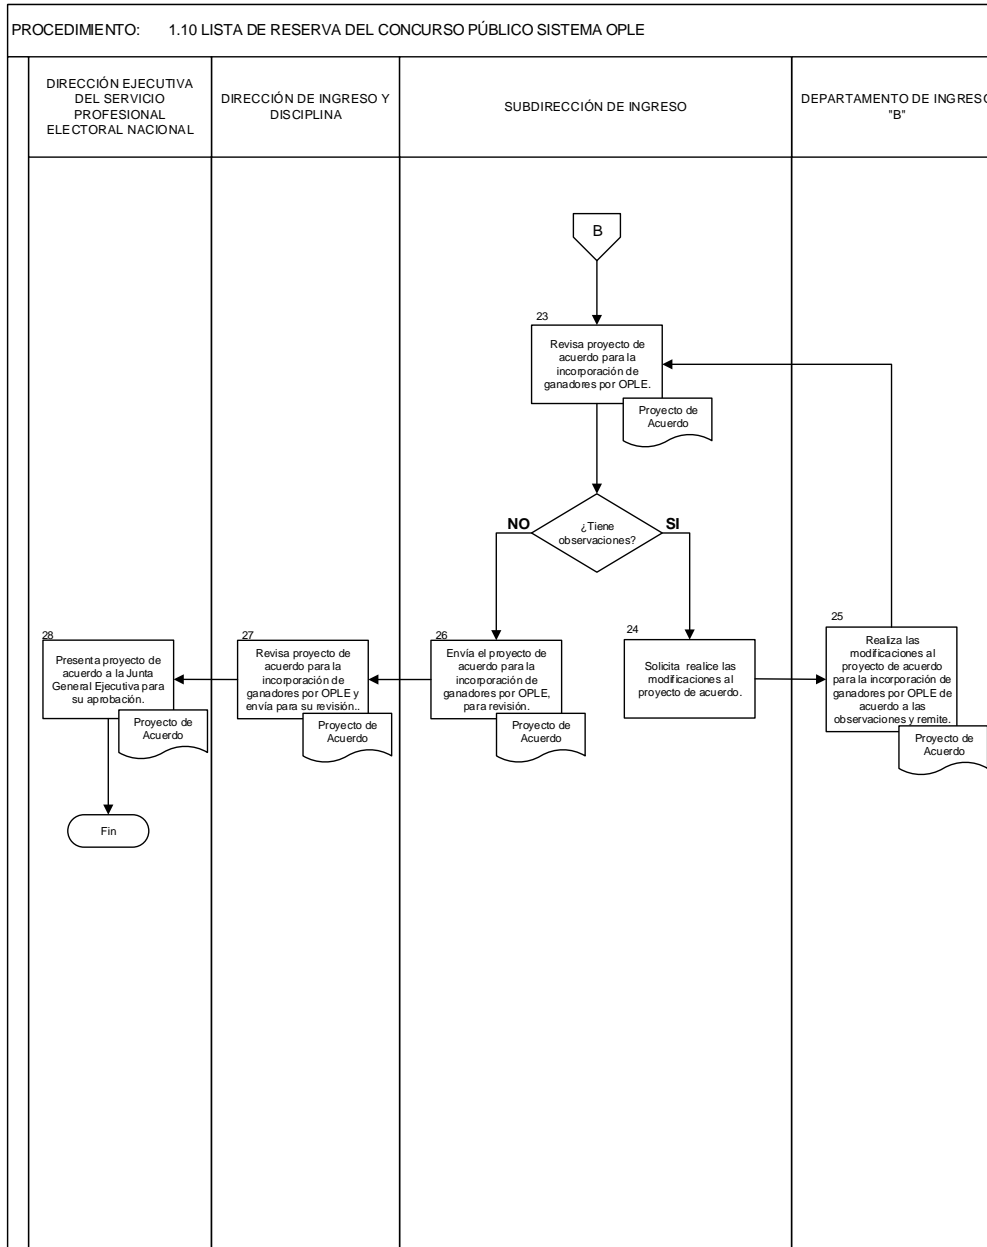 PROCEDIMIENTO: 1.10 LISTA DE RESERVA DEL CONCURSO PÚBLICO SISTEMA OPLE
DIRECCIÓN EJECUTIVA
DEL SERVICIO
PROFESIONAL
ELECTORAL NACIONAL
DIRECCIÓN DE INGRESO Y
DISCIPLINA
SUBDIRECCIÓN DE INGRESO
DEPARTAMENTO DE INGRESO
"B"
B
23
Revisa proyecto de
acuerdo para la
incorporación de
ganadores por OPLE.
Proyecto de
Acuerdo
¿Tiene
observaciones?
NO
SI
24
Solicita realice las
modificaciones al
proyecto de acuerdo.
25
Realiza las
modificaciones al
proyecto de acuerdo
para la incorporación de
ganadores por OPLE de
acuerdo a las
observaciones y remite.
Proyecto de
Acuerdo
26
Envía el proyecto de
acuerdo para la
incorporación de
ganadores por OPLE,
para revisión.
Proyecto de
Acuerdo
27
Revisa proyecto de
acuerdo para la
incorporación de
ganadores por OPLE y
envía para su revisión..
Proyecto de
Acuerdo
28
Presenta proyecto de
acuerdo a la Junta
General Ejecutiva para
su aprobación.
Proyecto de
Acuerdo
Fin